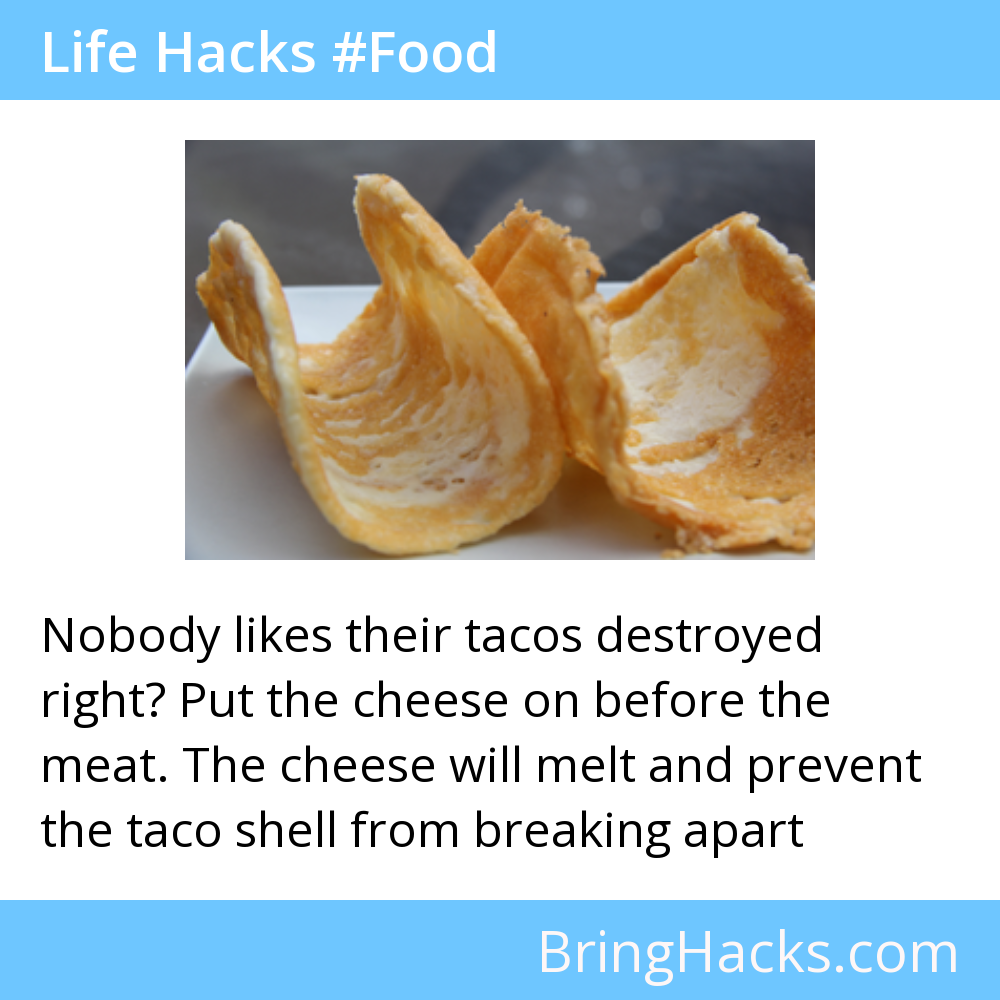 Life Hacks #Food
Nobody likes their tacos destroyed
right? Put the cheese on before the
meat. The cheese will melt and prevent
the taco shell from breaking apart
BringHacks.com